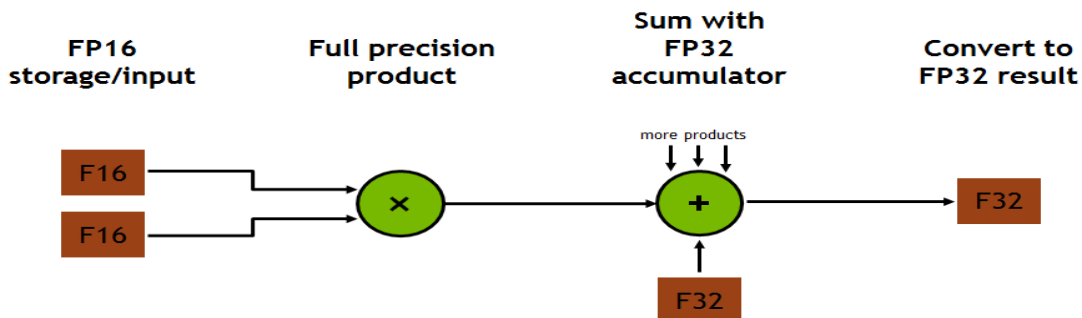 FP16
storage/input
Full precision
product
Sum with
FP32
accumulator
Convert to
FP32 result
more products
F16
F16
×
+
F32
F32